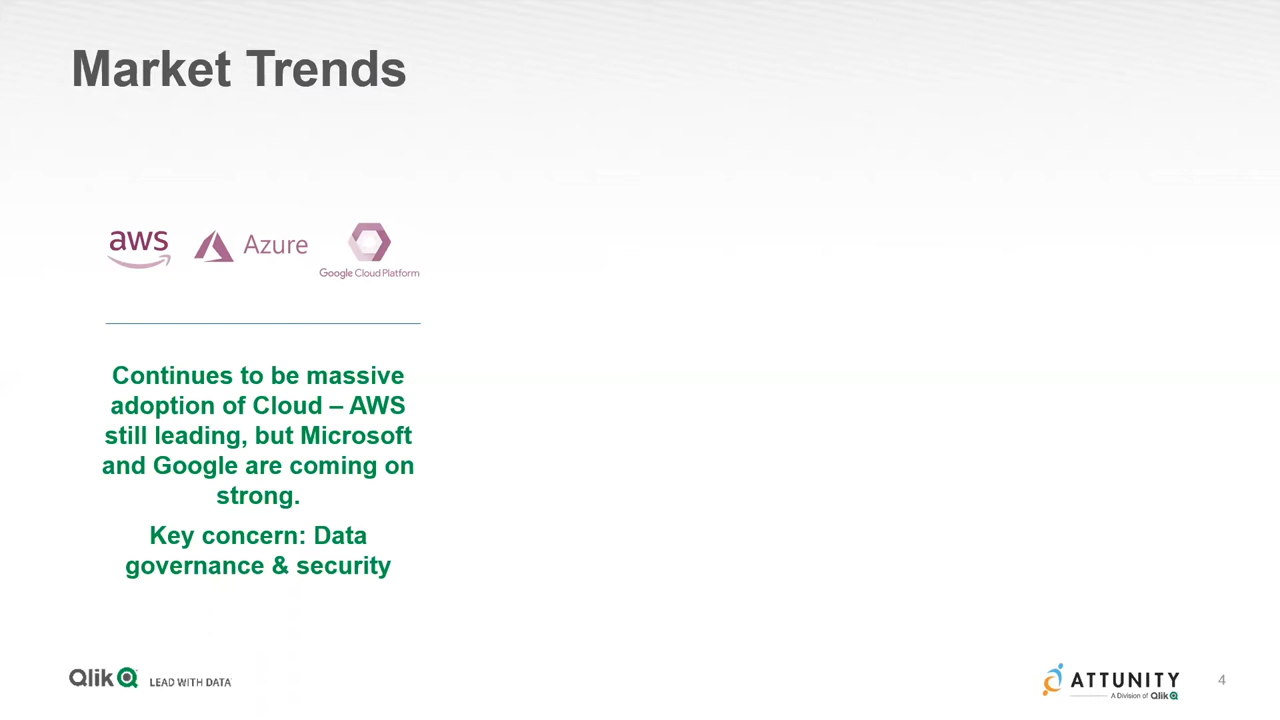 Market Trends
aws
Azure
Google Cloud Platform
Continues to be massive
adoption of Cloud – AWS
still leading, but Microsoft
and Google are coming on
strong.
Key concern: Data
governance & security
Qlik LEAD WITH DATA
ATTUNITY
A Division of Qlik
4